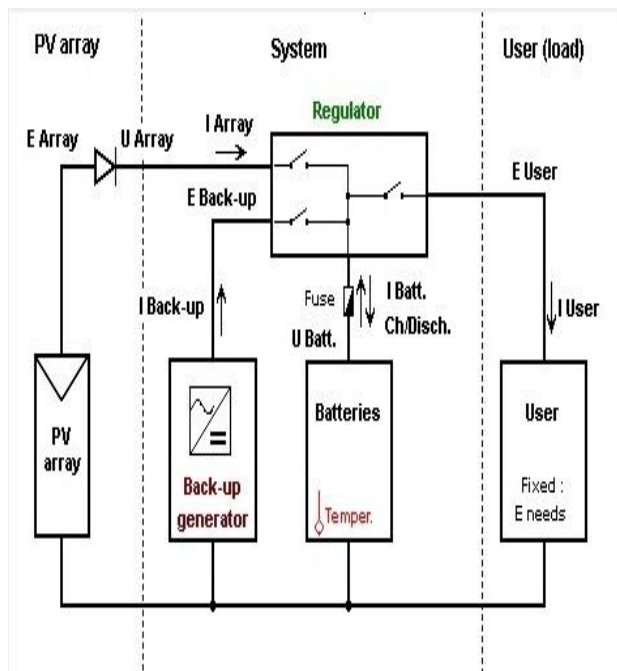 PV array
System
User (load)
Regulator
I Array
E Array
U Array
E Back-up
E User
I Back-up
Fuse
I Batt.
Ch/Disch.
U Batt.
I User
PV
array
Back-up
generator
Batteries
Temper.
User
Fixed :
E needs